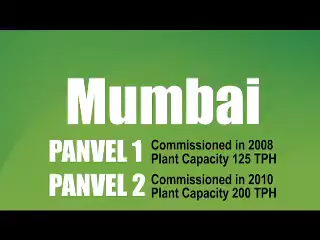 Mumbai
PANVEL 1 Commissioned in 2008
Plant Capacity 125 TPH
PANVEL 2 Commissioned in 2010
Plant Capacity 200 TPH